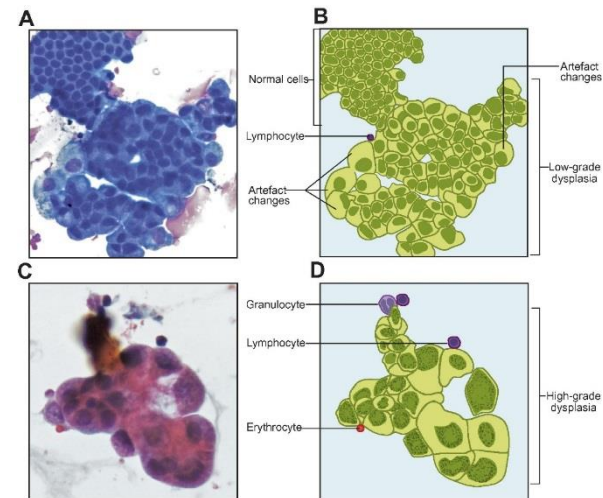 A
B
Normal cells
Artefact
changes
Lymphocyte
Low-grade
dysplasia
Artefact
changes
C
D
Granulocyte
Lymphocyte
High-grade
dysplasia
Erythrocyte